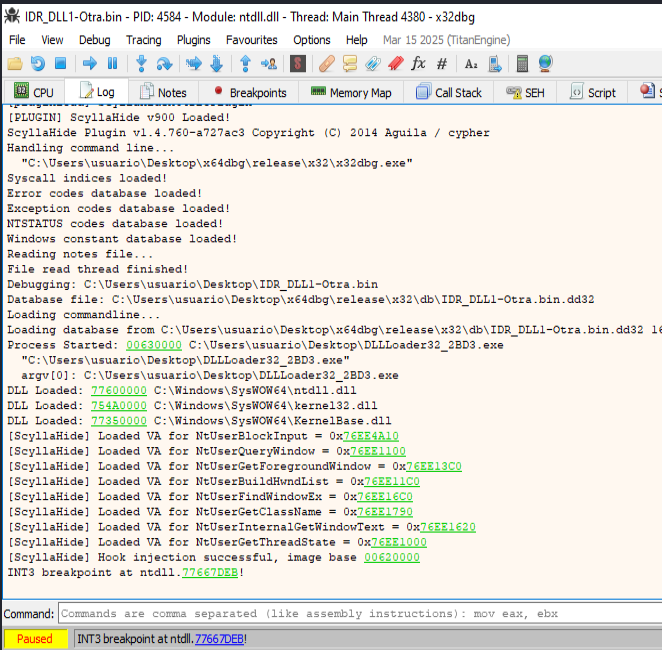 IDR_DLL1-Otra.bin - PID: 4584 - Module: ntdll.dll - Thread: Main Thread 4380 - x32dbg
File View Debug Tracing Plugins Favourites Options Help Mar 15 2025 (TitanEngine)
CPU Log Notes Breakpoints Memory Map Call Stack SEH Script
[PLUGIN] ScyllaHide v900 Loaded!
ScyllaHide Plugin v1.4.760-a727ac3 Copyright (C) 2014 Aguila / cypher
Handling command line...
"C:\Users\usuario\Desktop\x64dbg\release\x32\x32dbg.exe"
Syscall indices loaded!
Error codes database loaded!
Exception codes database loaded!
NTSTATUS codes database loaded!
Windows constant database loaded!
Reading notes file...
File read thread finished!
Debugging: C:\Users\usuario\Desktop\IDR_DLL1-Otra.bin
Database file: C:\Users\usuario\Desktop\x64dbg\release\x32\db\IDR_DLL1-Otra.bin.dd32
Loading commandline...
Loading database from C:\Users\usuario\Desktop\x64dbg\release\x32\db\IDR_DLL1-Otra.bin.dd32
Process Started: 00630000 C:\Users\usuario\Desktop\DLLLoader32_2BD3.exe
"C:\Users\usuario\Desktop\DLLLoader32_2BD3.exe"
argv[0]: C:\Users\usuario\Desktop\DLLLoader32_2BD3.exe
DLL Loaded: 77600000 C:\Windows\SysWOW64\ntdll.dll
DLL Loaded: 754A0000 C:\Windows\SysWOW64\kernel32.dll
DLL Loaded: 77350000 C:\Windows\SysWOW64\KernelBase.dll
[ScyllaHide] Loaded VA for NtUserBlockInput = 0x76EE4A10
[ScyllaHide] Loaded VA for NtUserQueryWindow = 0x76EE1100
[ScyllaHide] Loaded VA for NtUserGetForegroundWindow = 0x76EE13C0
[ScyllaHide] Loaded VA for NtUserBuildHwndList = 0x76EE11C0
[ScyllaHide] Loaded VA for NtUserFindWindowEx = 0x76EE16C0
[ScyllaHide] Loaded VA for NtUserGetClassName = 0x76EE1790
[ScyllaHide] Loaded VA for NtUserInternalGetWindowText = 0x76EE1620
[ScyllaHide] Loaded VA for NtUserGetThreadState = 0x76EE1000
[ScyllaHide] Hook injection successful, image base 00620000
INT3 breakpoint at ntdll.77667DEB!
Command: Commands are comma separated (like assembly instructions): mov eax, ebx
Paused INT3 breakpoint at ntdll.77667DEB!